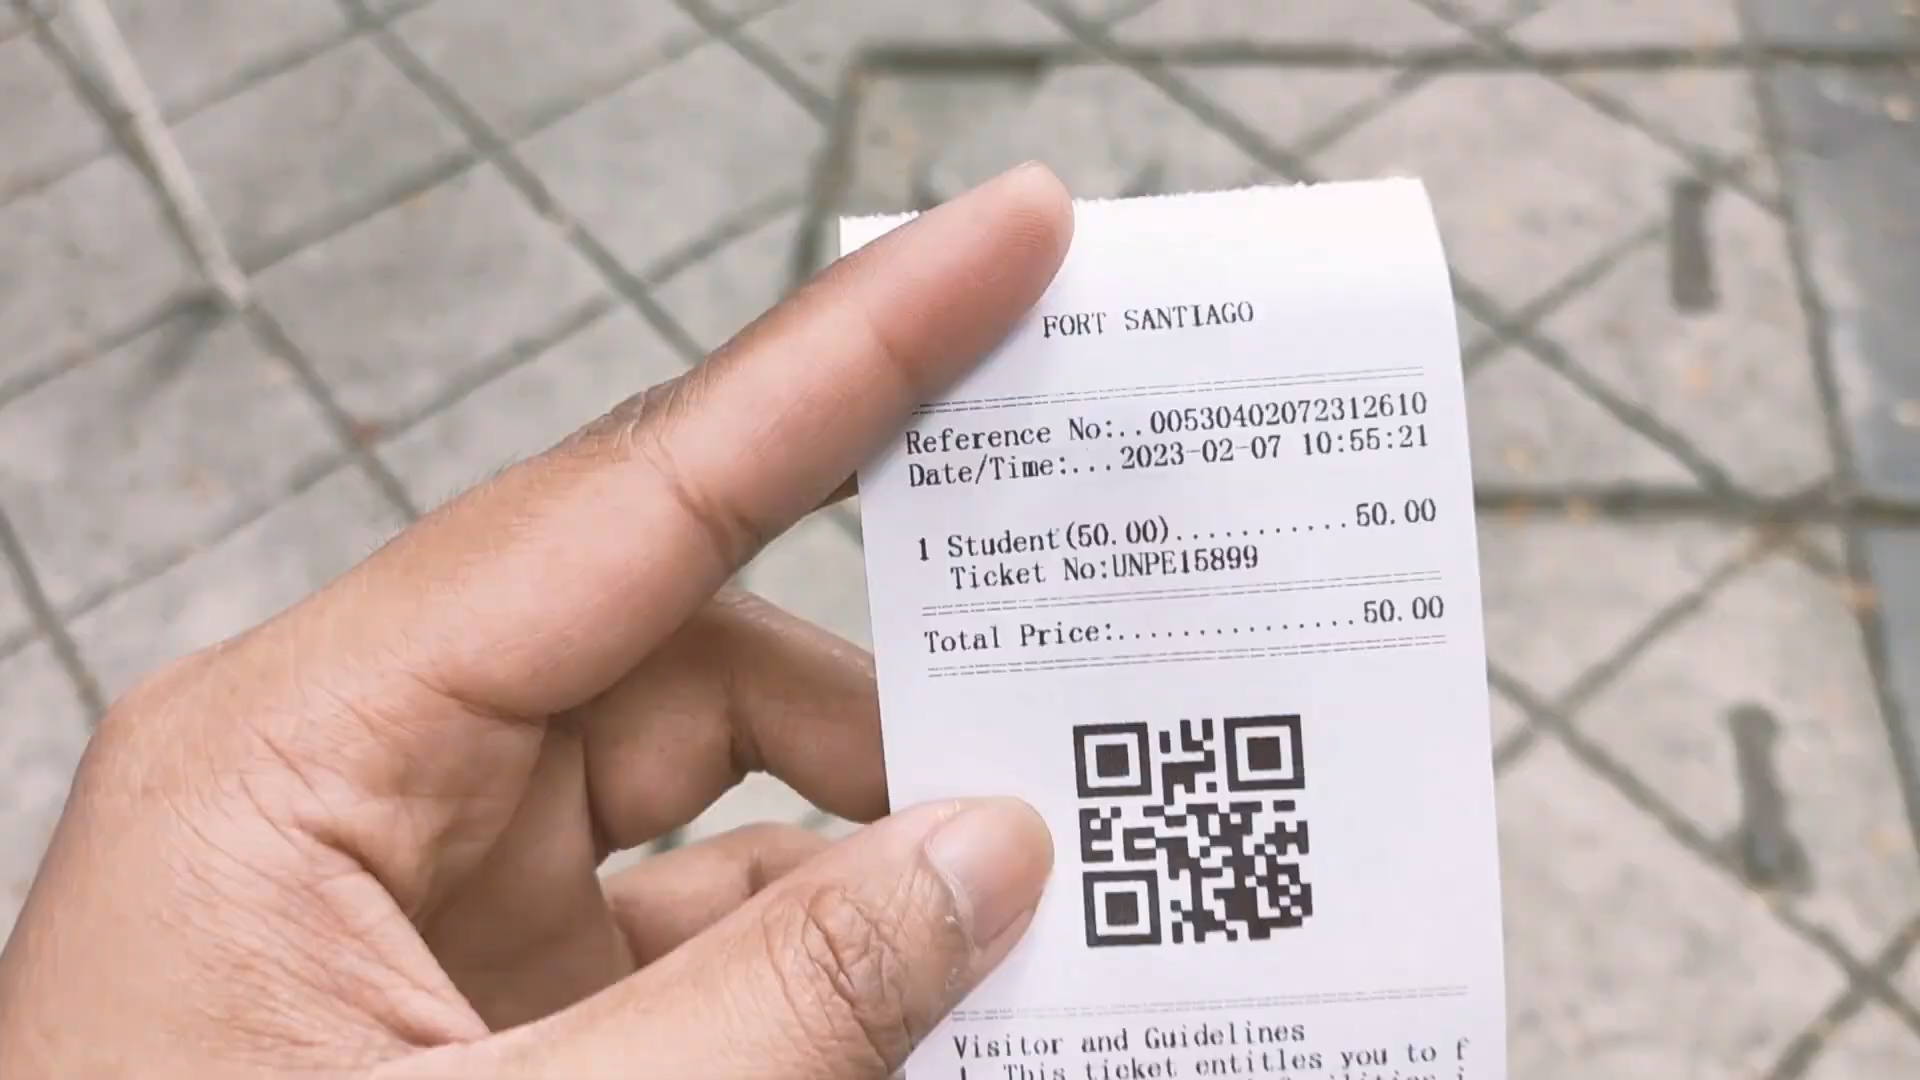 FORT SANTIAGO
Reference No:..00530402072312610
Date/Time:...2023-02-07 10:55:21
1 Student(50.00)...........50.00
Ticket No:UNPE15899
Total Price:...............50.00
Visitor and Guidelines
1. This ticket entitles you to f